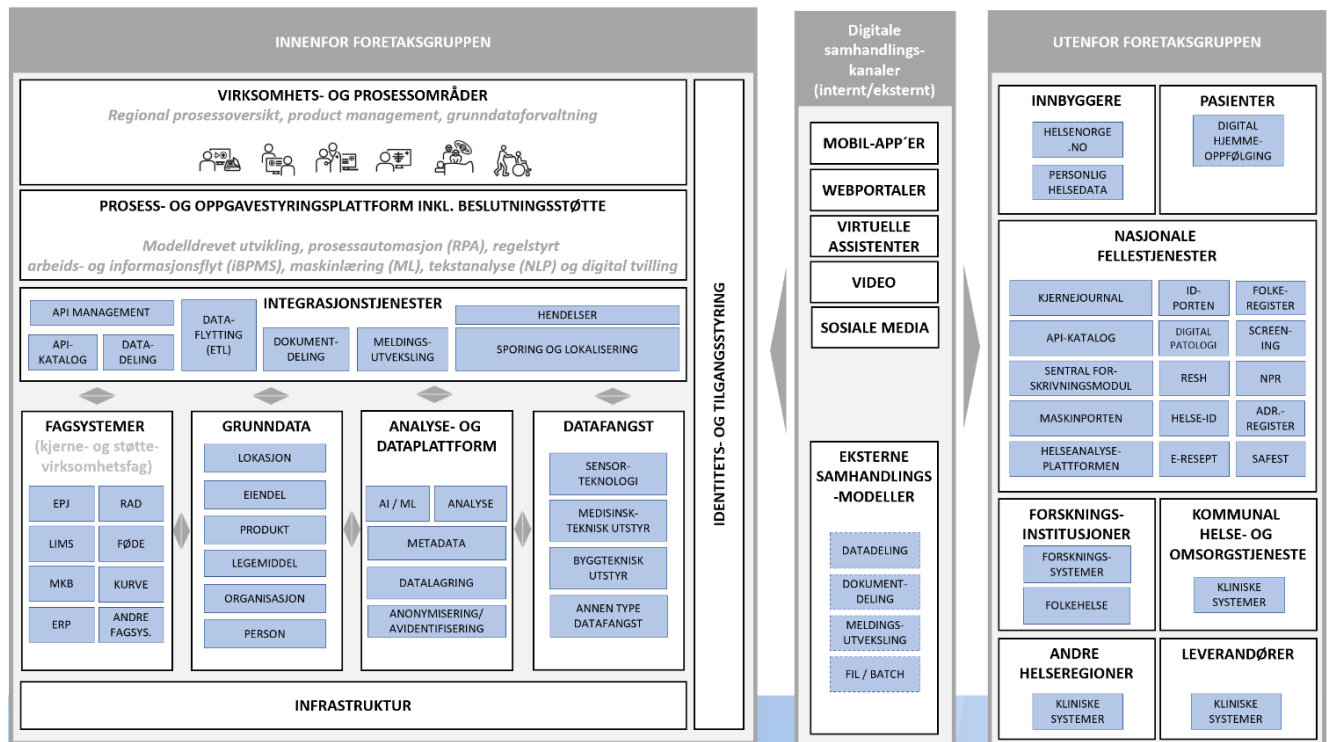 INNENFOR FORETAKSGRUPPEN
VIRKSOMHETS- OG PROSESSOMRÅDER
Regional prosessoversikt, product management, grunndataforvaltning
PROSESS- OG OPPGAVESTYRINGSPLATTFORM INKL. BESLUTNINGSSTØTTE
Modelldrevet utvikling, prosessautomasjon (RPA), regelstyrt
arbeids- og informasjonsflyt (iBPMS), maskinlæring (ML), tekstanalyse (NLP) og digital tvilling
INTEGRASJONSTJENESTER
API MANAGEMENT
API-
KATALOG
DATA-
DELING
DATA-
FLYTTING
(ETL)
DOKUMENT-
DELING
MELDINGS-
UTVEKSLING
HENDELSER
SPORING OG LOKALISERING
FAGSYSTEMER
(kjerne- og støtte-
virksomhetsfag)
EPJ
RAD
LIMS
FØDE
MKB
KURVE
ERP
ANDRE
FAGSYS.
GRUNNDATA
LOKASJON
EIENDEL
PRODUKT
LEGEMIDDEL
ORGANISASJON
PERSON
ANALYSE- OG
DATAPLATTFORM
AI / ML
ANALYSE
METADATA
DATALAGRING
ANONYMISERING/
AVIDENTIFISERING
DATAFANGST
SENSOR-
TEKNOLOGI
MEDISINSK-
TEKNISK UTSTYR
BYGGTEKNISK
UTSTYR
ANNEN TYPE
DATAFANGST
INFRASTRUKTUR
IDENTITETS- OG TILGANGSSTYRING
Digitale
samhandlings-
kanaler
(internt/eksternt)
MOBIL-APP´ER
WEBPORTALER
VIRTUELLE
ASSISTENTER
VIDEO
SOSIALE MEDIA
EKSTERNE
SAMHANDLING
S-MODELLER
DATADELING
DOKUMENT-
DELING
MELDINGS-
UTVEKSLING
FIL / BATCH
UTENFOR FORETAKSGRUPPEN
INNBYGGERE
HELSENORGE
.NO
PERSONLIG
HELSEDATA
PASIENTER
DIGITAL
HJEMME-
OPPFØLGING
NASJONALE
FELLESTJENESTER
KJERNEJOURNAL
ID-
PORTEN
FOLKE-
REGISTER
API-KATALOG
DIGITAL
PATOLOGI
SCREEN-
ING
SENTRAL FOR-
SKRIVNINGSMODUL
RESH
NPR
MASKINPORTEN
HELSE-ID
ADR.-
REGISTER
HELSEANALYSE-
PLATTFORMEN
E-RESEPT
SAFEST
FORSKNINGS-
INSTITUSJONER
FORSKNINGS-
SYSTEMER
FOLKEHELSE
KOMMUNAL
HELSE- OG
OMSORGSTJENESTE
KLINISKE
SYSTEMER
ANDRE
HELSEREGIONER
KLINISKE
SYSTEMER
LEVERANDØRER
KLINISKE
SYSTEMER